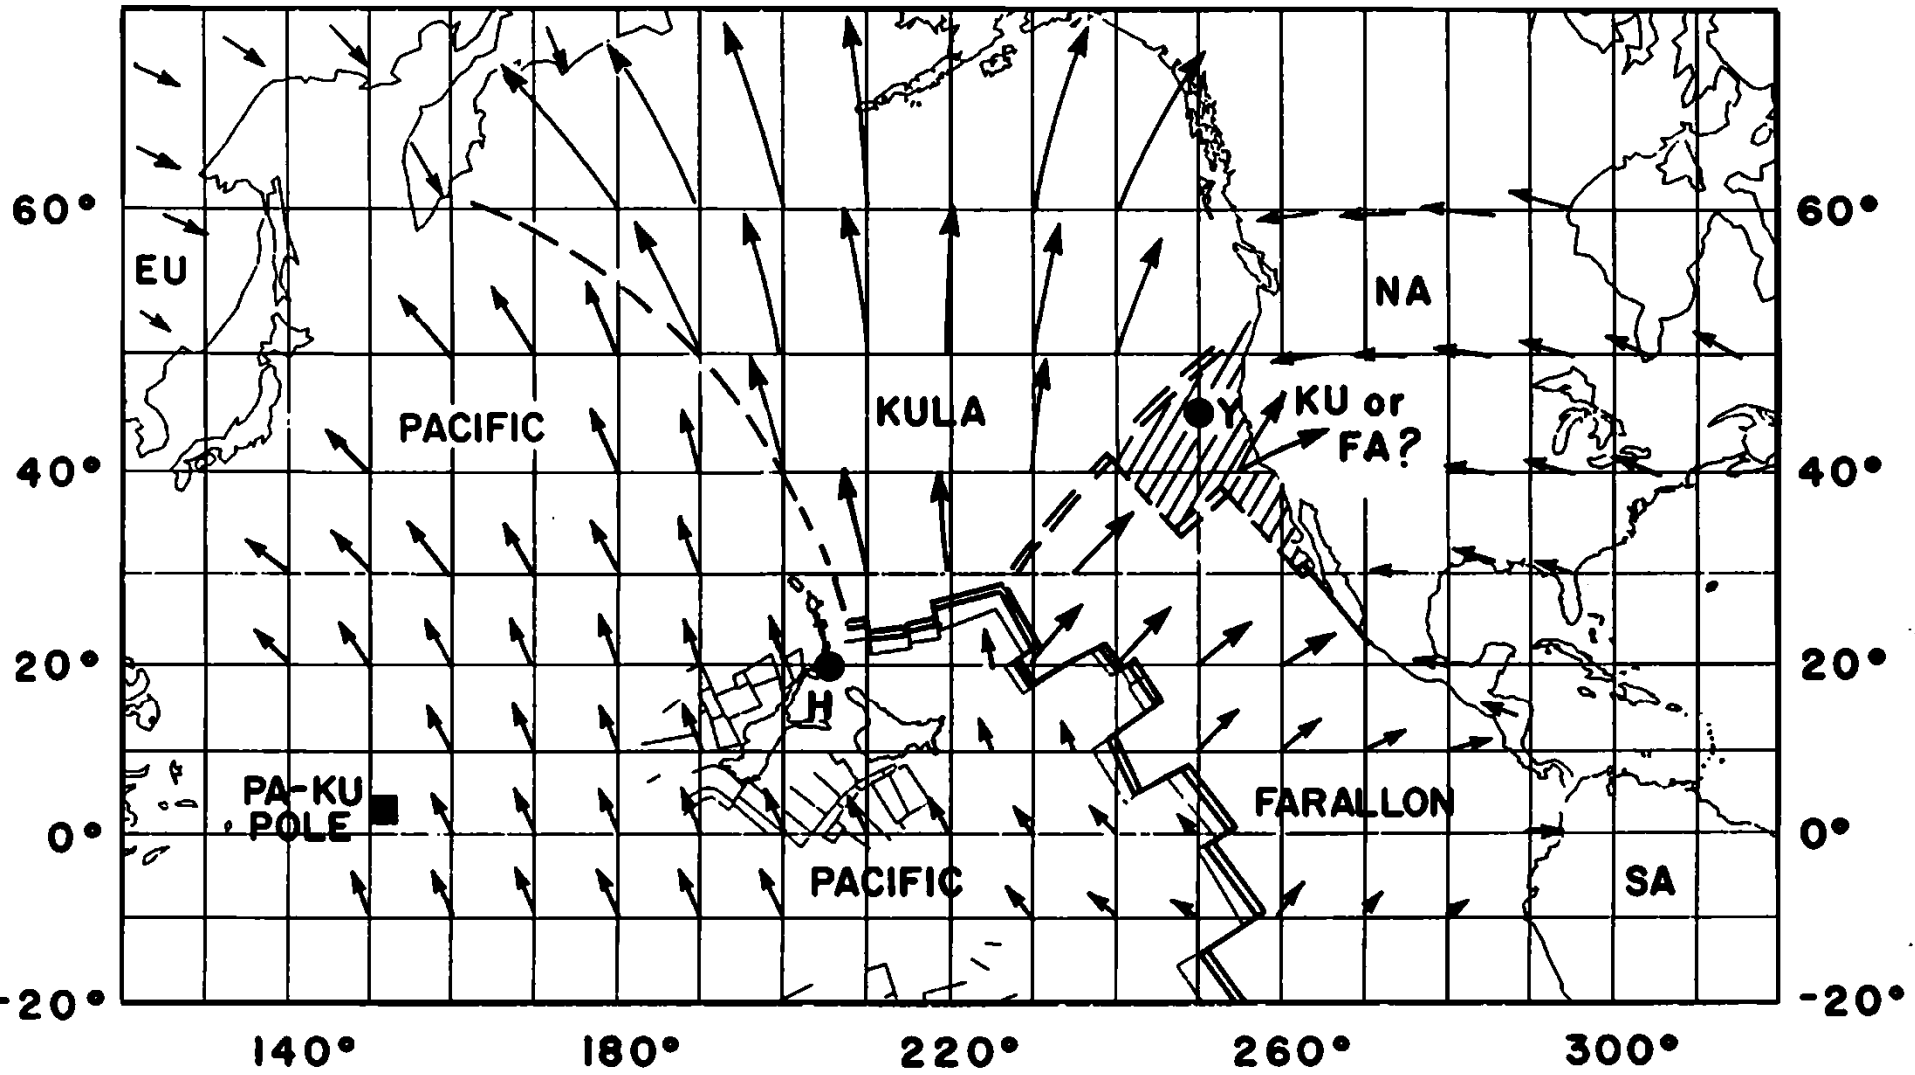 60°
60°
EU
NA
PACIFIC
KULA
Y
KU or
FA?
40°
40°
20°
20°
H
PA-KU
POLE
FARALLON
0°
0°
PACIFIC
SA
-20°
-20°
140°
180°
220°
260°
300°